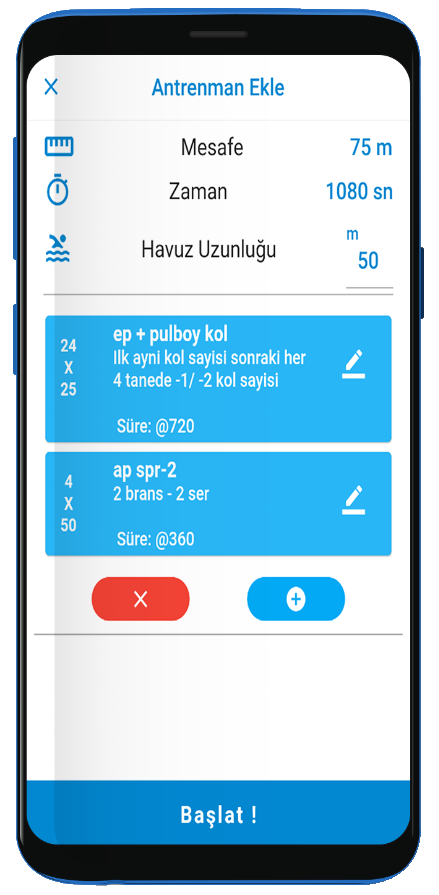 Antrenman Ekle
Mesafe 75 m
Zaman 1080 sn
m
Havuz Uzunluğu 50
24
X
25
ep + pulboy kol
Ilk ayni kol sayisi sonraki her
4 tanede -1/ -2 kol sayisi
Süre: @720
4
X
50
ap spr-2
2 brans - 2 ser
Süre: @360
Başlat !